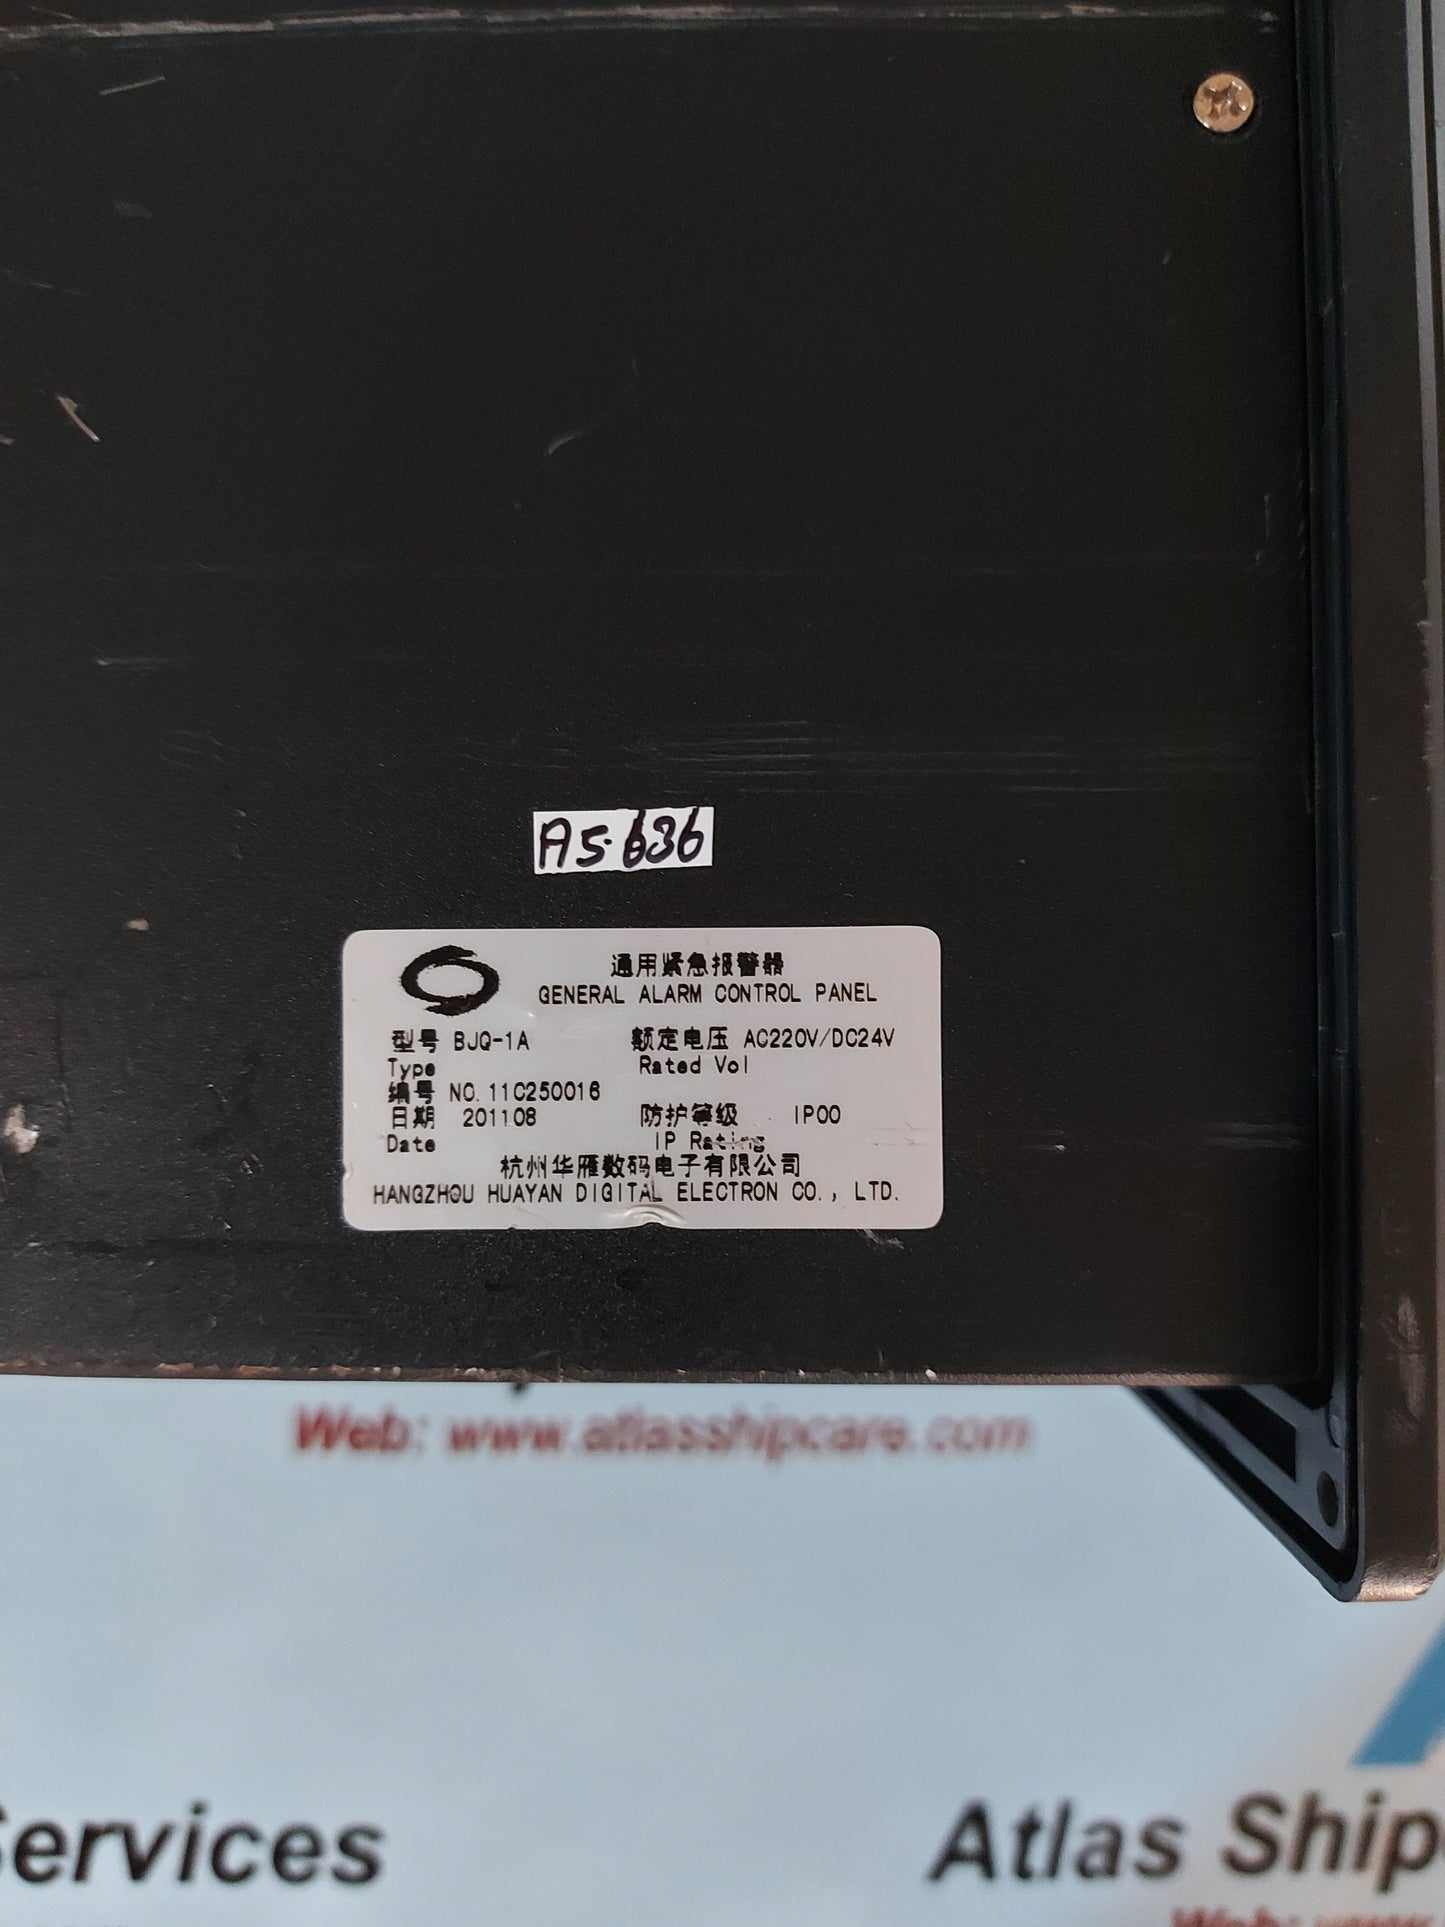 A5.636
通用紧急报警器
GENERAL ALARM CONTROL PANEL
型号 BJQ-1A 额定电压 AC220V/DC24V
Type Rated Vol
编号 NO.11C250016
日期 201108 防护等级 IP00
Date IP Rating
杭州华雁数码电子有限公司
HANGZHOU HUAYAN DIGITAL ELECTRON CO., LTD.
Web: www.atlasshipcare.com
Services Atlas Ship
Web: www